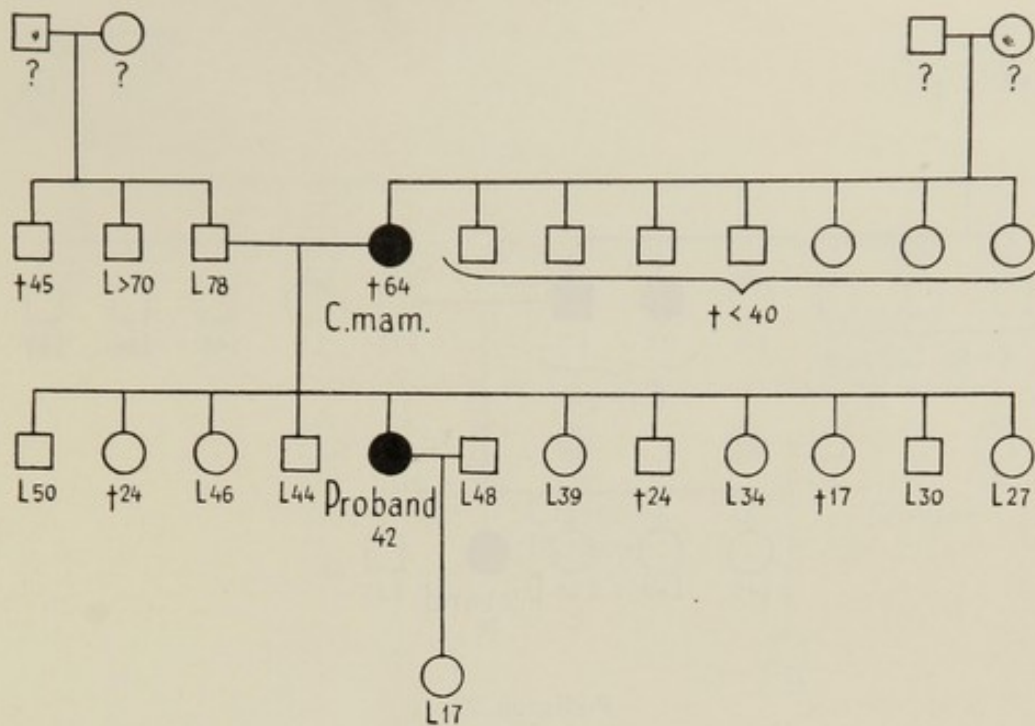 ? ? ? ?
†45 L>70 L78 †64 † < 40
C.mam.
L50 †24 L46 L44 Proband L48 L39 †24 L34 †17 L30 L27
42
L17